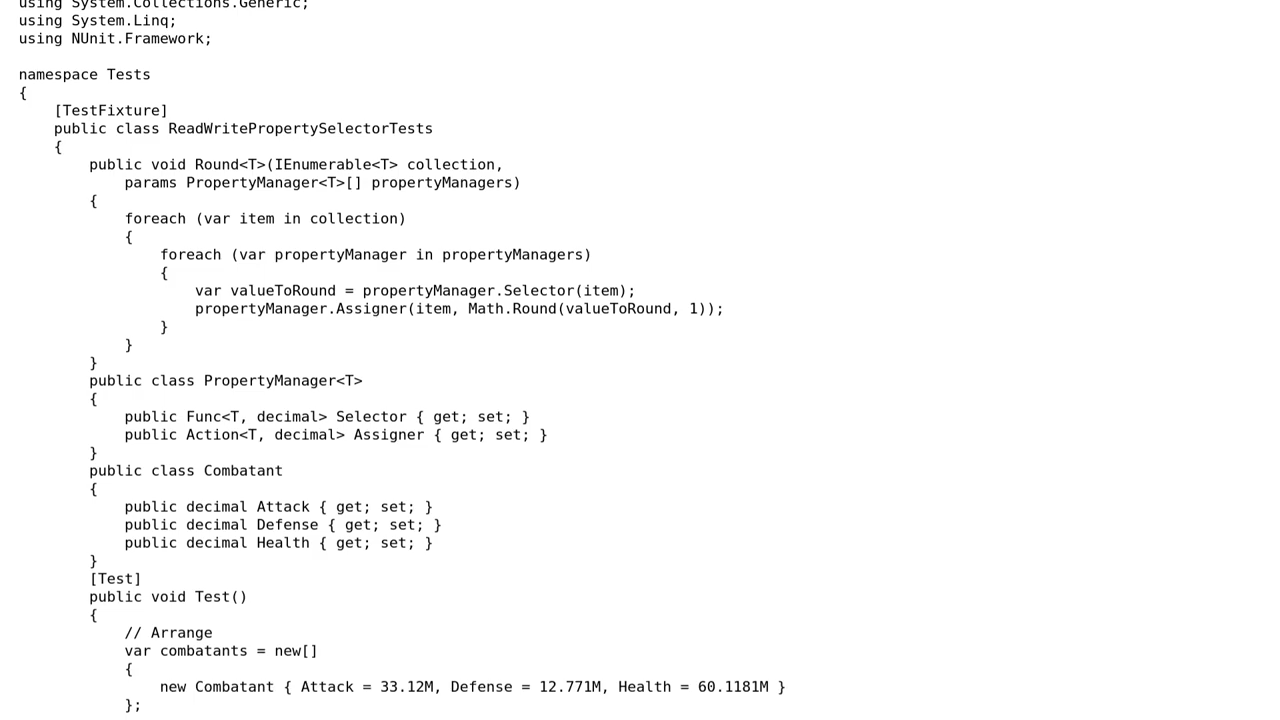 using System.Collections.Generic;
using System.Linq;
using NUnit.Framework;

namespace Tests
{
    [TestFixture]
    public class ReadWritePropertySelectorTests
    {
        public void Round<T>(IEnumerable<T> collection,
            params PropertyManager<T>[] propertyManagers)
        {
            foreach (var item in collection)
            {
                foreach (var propertyManager in propertyManagers)
                {
                    var valueToRound = propertyManager.Selector(item);
                    propertyManager.Assigner(item, Math.Round(valueToRound, 1));
                }
            }
        }
        public class PropertyManager<T>
        {
            public Func<T, decimal> Selector { get; set; }
            public Action<T, decimal> Assigner { get; set; }
        }
        public class Combatant
        {
            public decimal Attack { get; set; }
            public decimal Defense { get; set; }
            public decimal Health { get; set; }
        }
        [Test]
        public void Test()
        {
            // Arrange
            var combatants = new[]
            {
                new Combatant { Attack = 33.12M, Defense = 12.771M, Health = 60.1181M }
            };